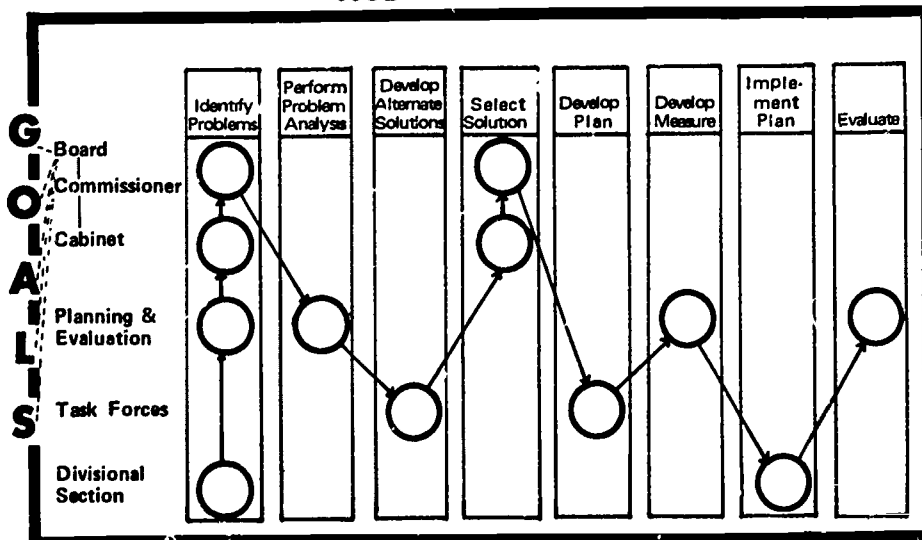 Identify
Problems
Perform
Problem
Analysis
Develop
Alternate
Solutions
Select
Solution
Develop
Plan
Develop
Measure
Imple-
ment
Plan
Evaluate
GOALS
Board
Commissioner
Cabinet
Planning &
Evaluation
Task Forces
Divisional
Section